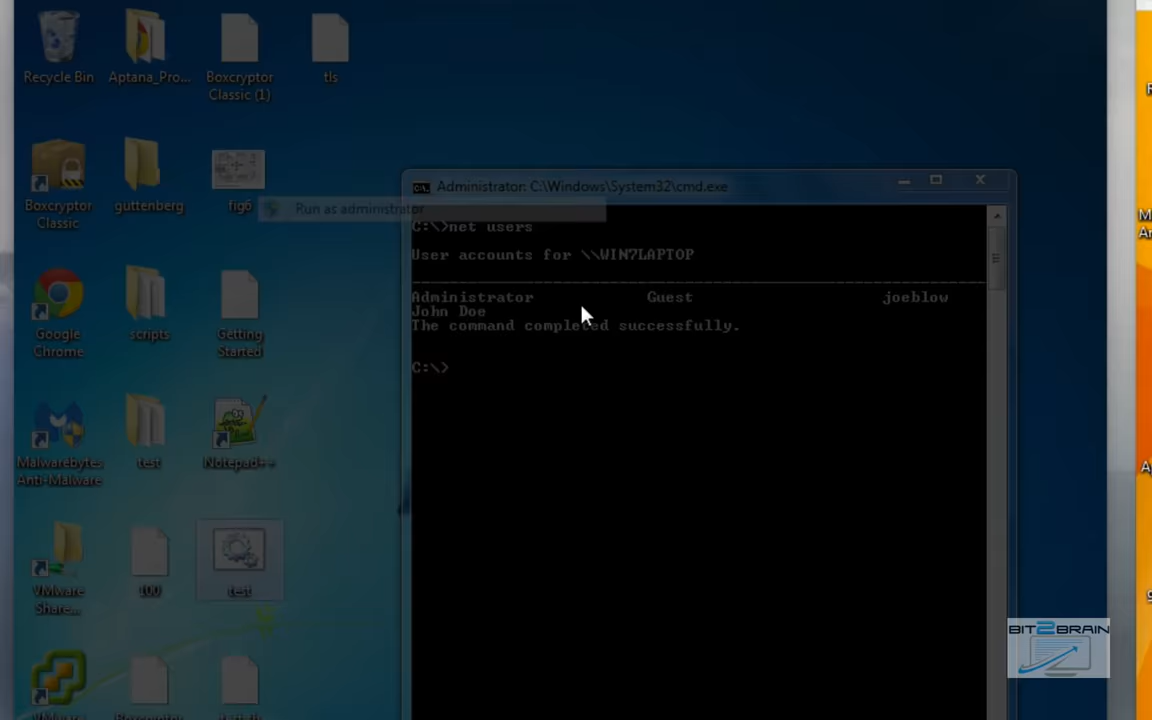 Recycle Bin
Aptana_Pro...
Boxcryptor
Classic (1)
tls
Boxcryptor
Classic
guttenberg
fig6
Run as administrator
Administrator: C:\Windows\System32\cmd.exe
C:\>net users
User accounts for \\WIN7LAPTOP
Administrator Guest joeblow
John Doe
The command completed successfully.
C:\>
Google
Chrome
scripts
Getting
Started
Malwarebytes
Anti-Malware
test
Notepad++
VMware
Share...
100
test
BIT2BRAIN